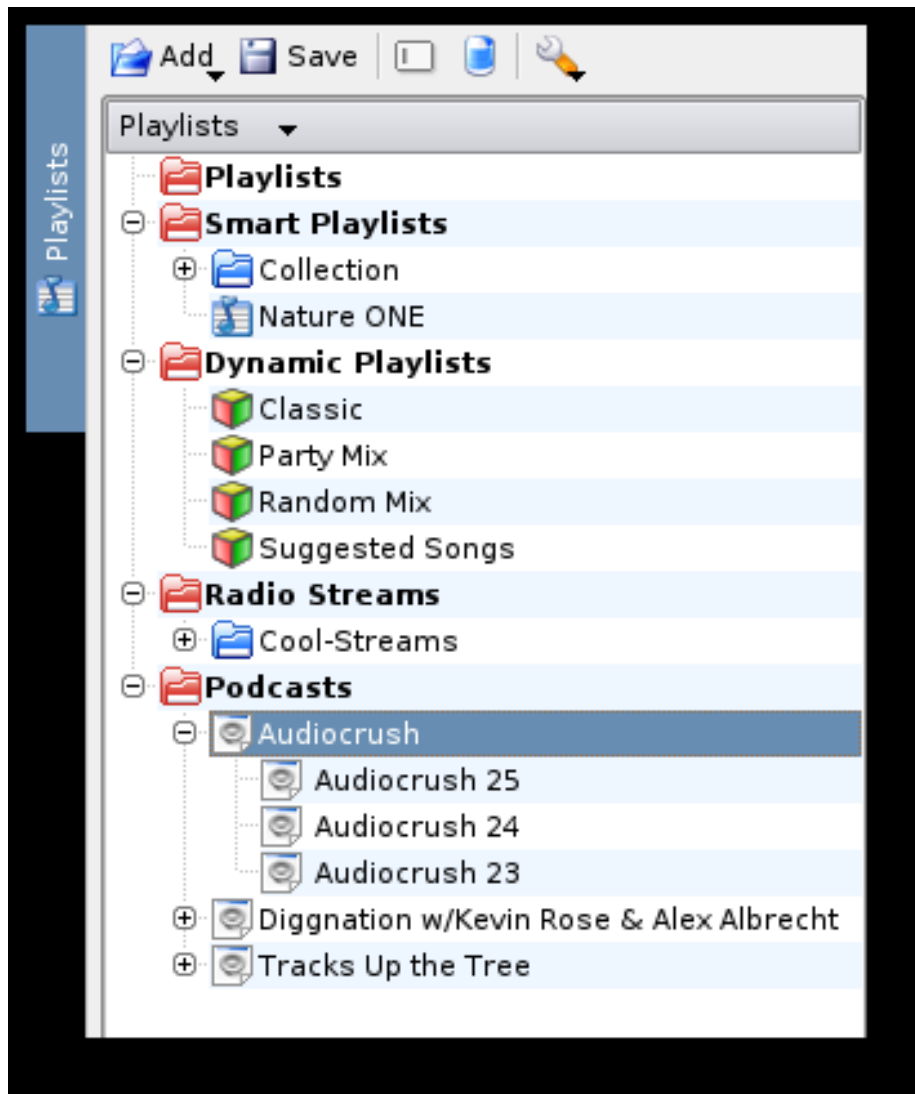 Add Save
Playlists
Playlists
Playlists
Smart Playlists
Collection
Nature ONE
Dynamic Playlists
Classic
Party Mix
Random Mix
Suggested Songs
Radio Streams
Cool-Streams
Podcasts
Audiocrush
Audiocrush 25
Audiocrush 24
Audiocrush 23
Diggnation w/Kevin Rose & Alex Albrecht
Tracks Up the Tree